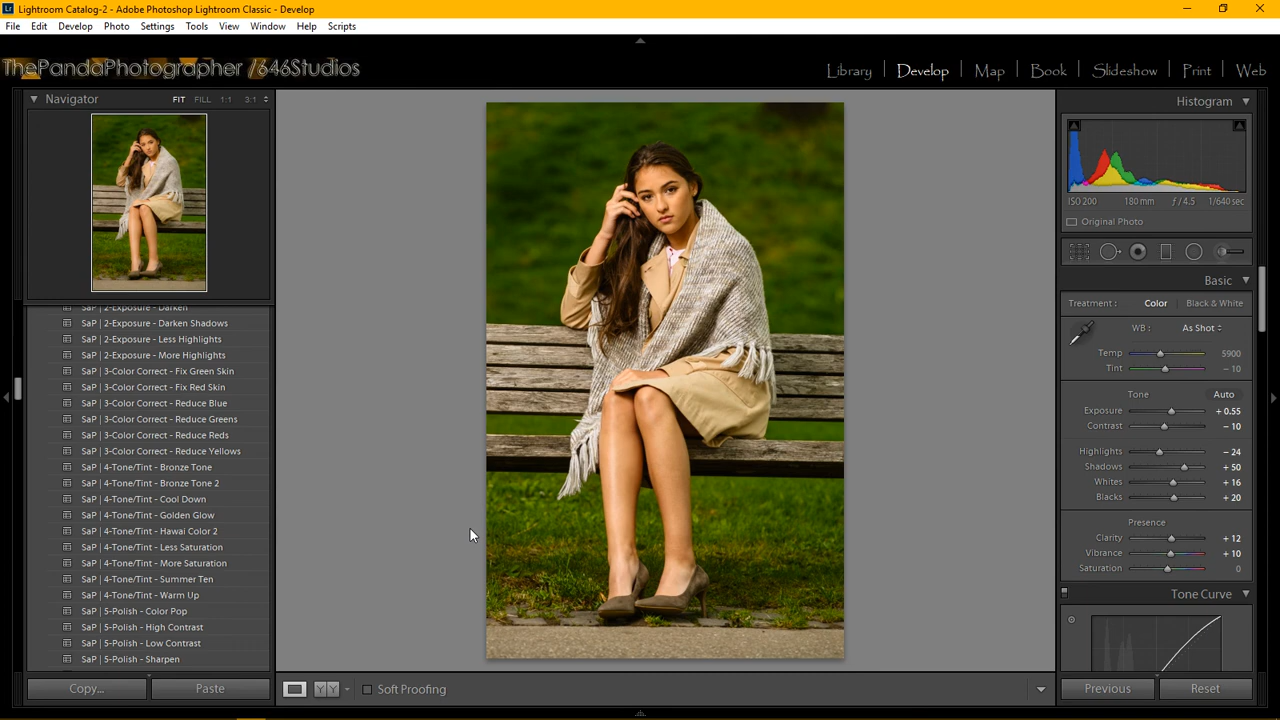 Lightroom Catalog-2 - Adobe Photoshop Lightroom Classic - Develop
File Edit Develop Photo Settings Tools View Window Help Scripts
ThePandaPhotographer /646Studios
Library Develop Map Book Slideshow Print Web
Navigator FIT FILL 1:1 3:1
SaP | 2-Exposure - Darken
SaP | 2-Exposure - Darken Shadows
SaP | 2-Exposure - Less Highlights
SaP | 2-Exposure - More Highlights
SaP | 3-Color Correct - Fix Green Skin
SaP | 3-Color Correct - Fix Red Skin
SaP | 3-Color Correct - Reduce Blue
SaP | 3-Color Correct - Reduce Greens
SaP | 3-Color Correct - Reduce Reds
SaP | 3-Color Correct - Reduce Yellows
SaP | 4-Tone/Tint - Bronze Tone
SaP | 4-Tone/Tint - Bronze Tone 2
SaP | 4-Tone/Tint - Cool Down
SaP | 4-Tone/Tint - Golden Glow
SaP | 4-Tone/Tint - Hawai Color 2
SaP | 4-Tone/Tint - Less Saturation
SaP | 4-Tone/Tint - More Saturation
SaP | 4-Tone/Tint - Summer Ten
SaP | 4-Tone/Tint - Warm Up
SaP | 5-Polish - Color Pop
SaP | 5-Polish - High Contrast
SaP | 5-Polish - Low Contrast
SaP | 5-Polish - Sharpen
Copy... Paste
Soft Proofing
Histogram
ISO 200 180 mm ƒ / 4.5 1/640 sec
Original Photo
Basic
Treatment : Color Black & White
WB : As Shot
Temp 5900
Tint - 10
Tone Auto
Exposure + 0.55
Contrast - 10
Highlights - 24
Shadows + 50
Whites + 16
Blacks + 20
Presence
Clarity + 12
Vibrance + 10
Saturation 0
Tone Curve
Previous Reset